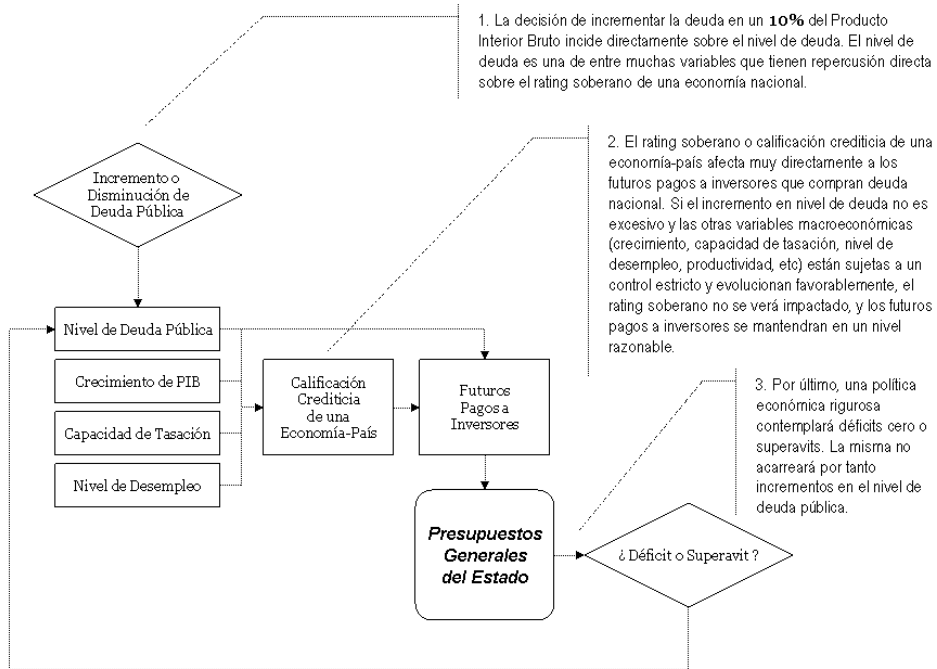 1. La decisión de incrementar la deuda en un 10% del Producto
Interior Bruto incide directamente sobre el nivel de deuda. El nivel de
deuda es una de entre muchas variables que tienen repercusión directa
sobre el rating soberano de una economía nacional.
Incremento o
Disminución de
Deuda Pública
2. El rating soberano o calificación crediticia de una
economía-país afecta muy directamente a los
futuros pagos a inversores que compran deuda
nacional. Si el incremento en nivel de deuda no es
excesivo y las otras variables macroeconómicas
(crecimiento, capacidad de tasación, nivel de
desempleo, productividad, etc) están sujetas a un
control estricto y evolucionan favorablemente, el
rating soberano no se verá impactado, y los futuros
pagos a inversores se mantendran en un nivel
razonable.
Nivel de Deuda Pública
Crecimiento de PIB
Capacidad de Tasación
Nivel de Desempleo
Calificación
Crediticia
de una
Economía-País
Futuros
Pagos a
Inversores
3. Por último, una política
económica rigurosa
contemplará déficits cero o
superavits. La misma no
acarreará por tanto
incrementos en el nivel de
deuda pública.
Presupuestos
Generales
del Estado
¿ Déficit o Superavit ?